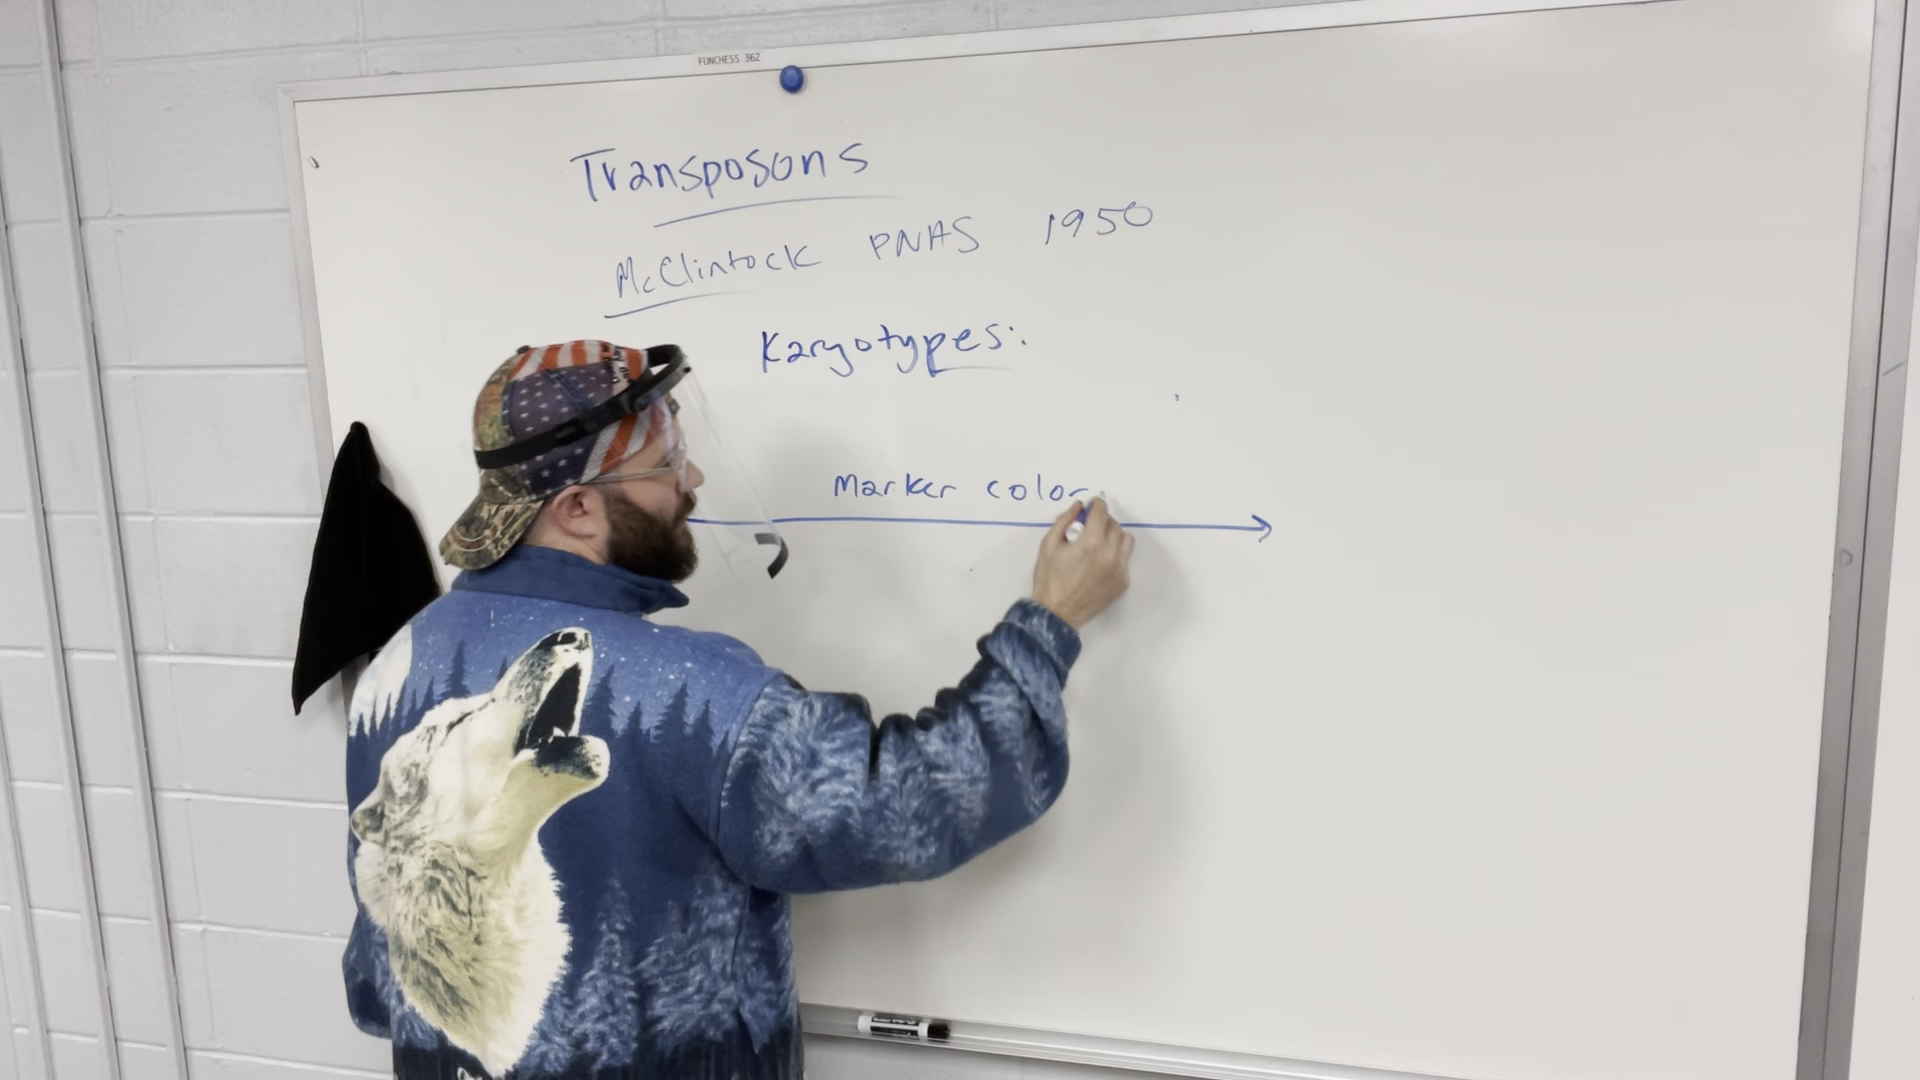 FUNCHESS 362
Transposons
McClintock PNAS 1950
Karyotypes:
Marker color